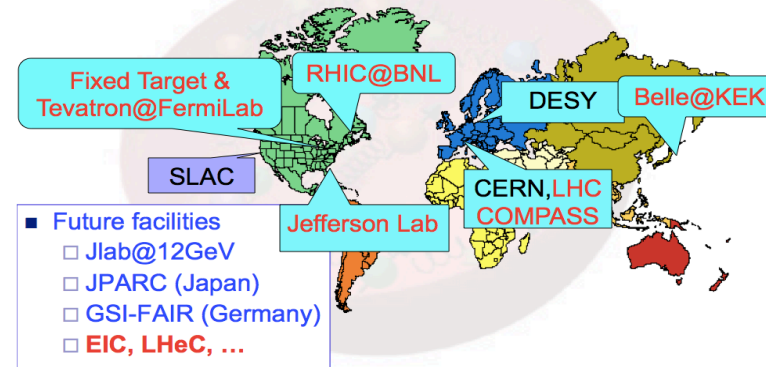 Fixed Target &
Tevatron@FermiLab
RHIC@BNL
DESY
Belle@KEK
SLAC
Jefferson Lab
CERN,LHC
COMPASS
Future facilities
Jlab@12GeV
JPARC (Japan)
GSI-FAIR (Germany)
EIC, LHeC, ...